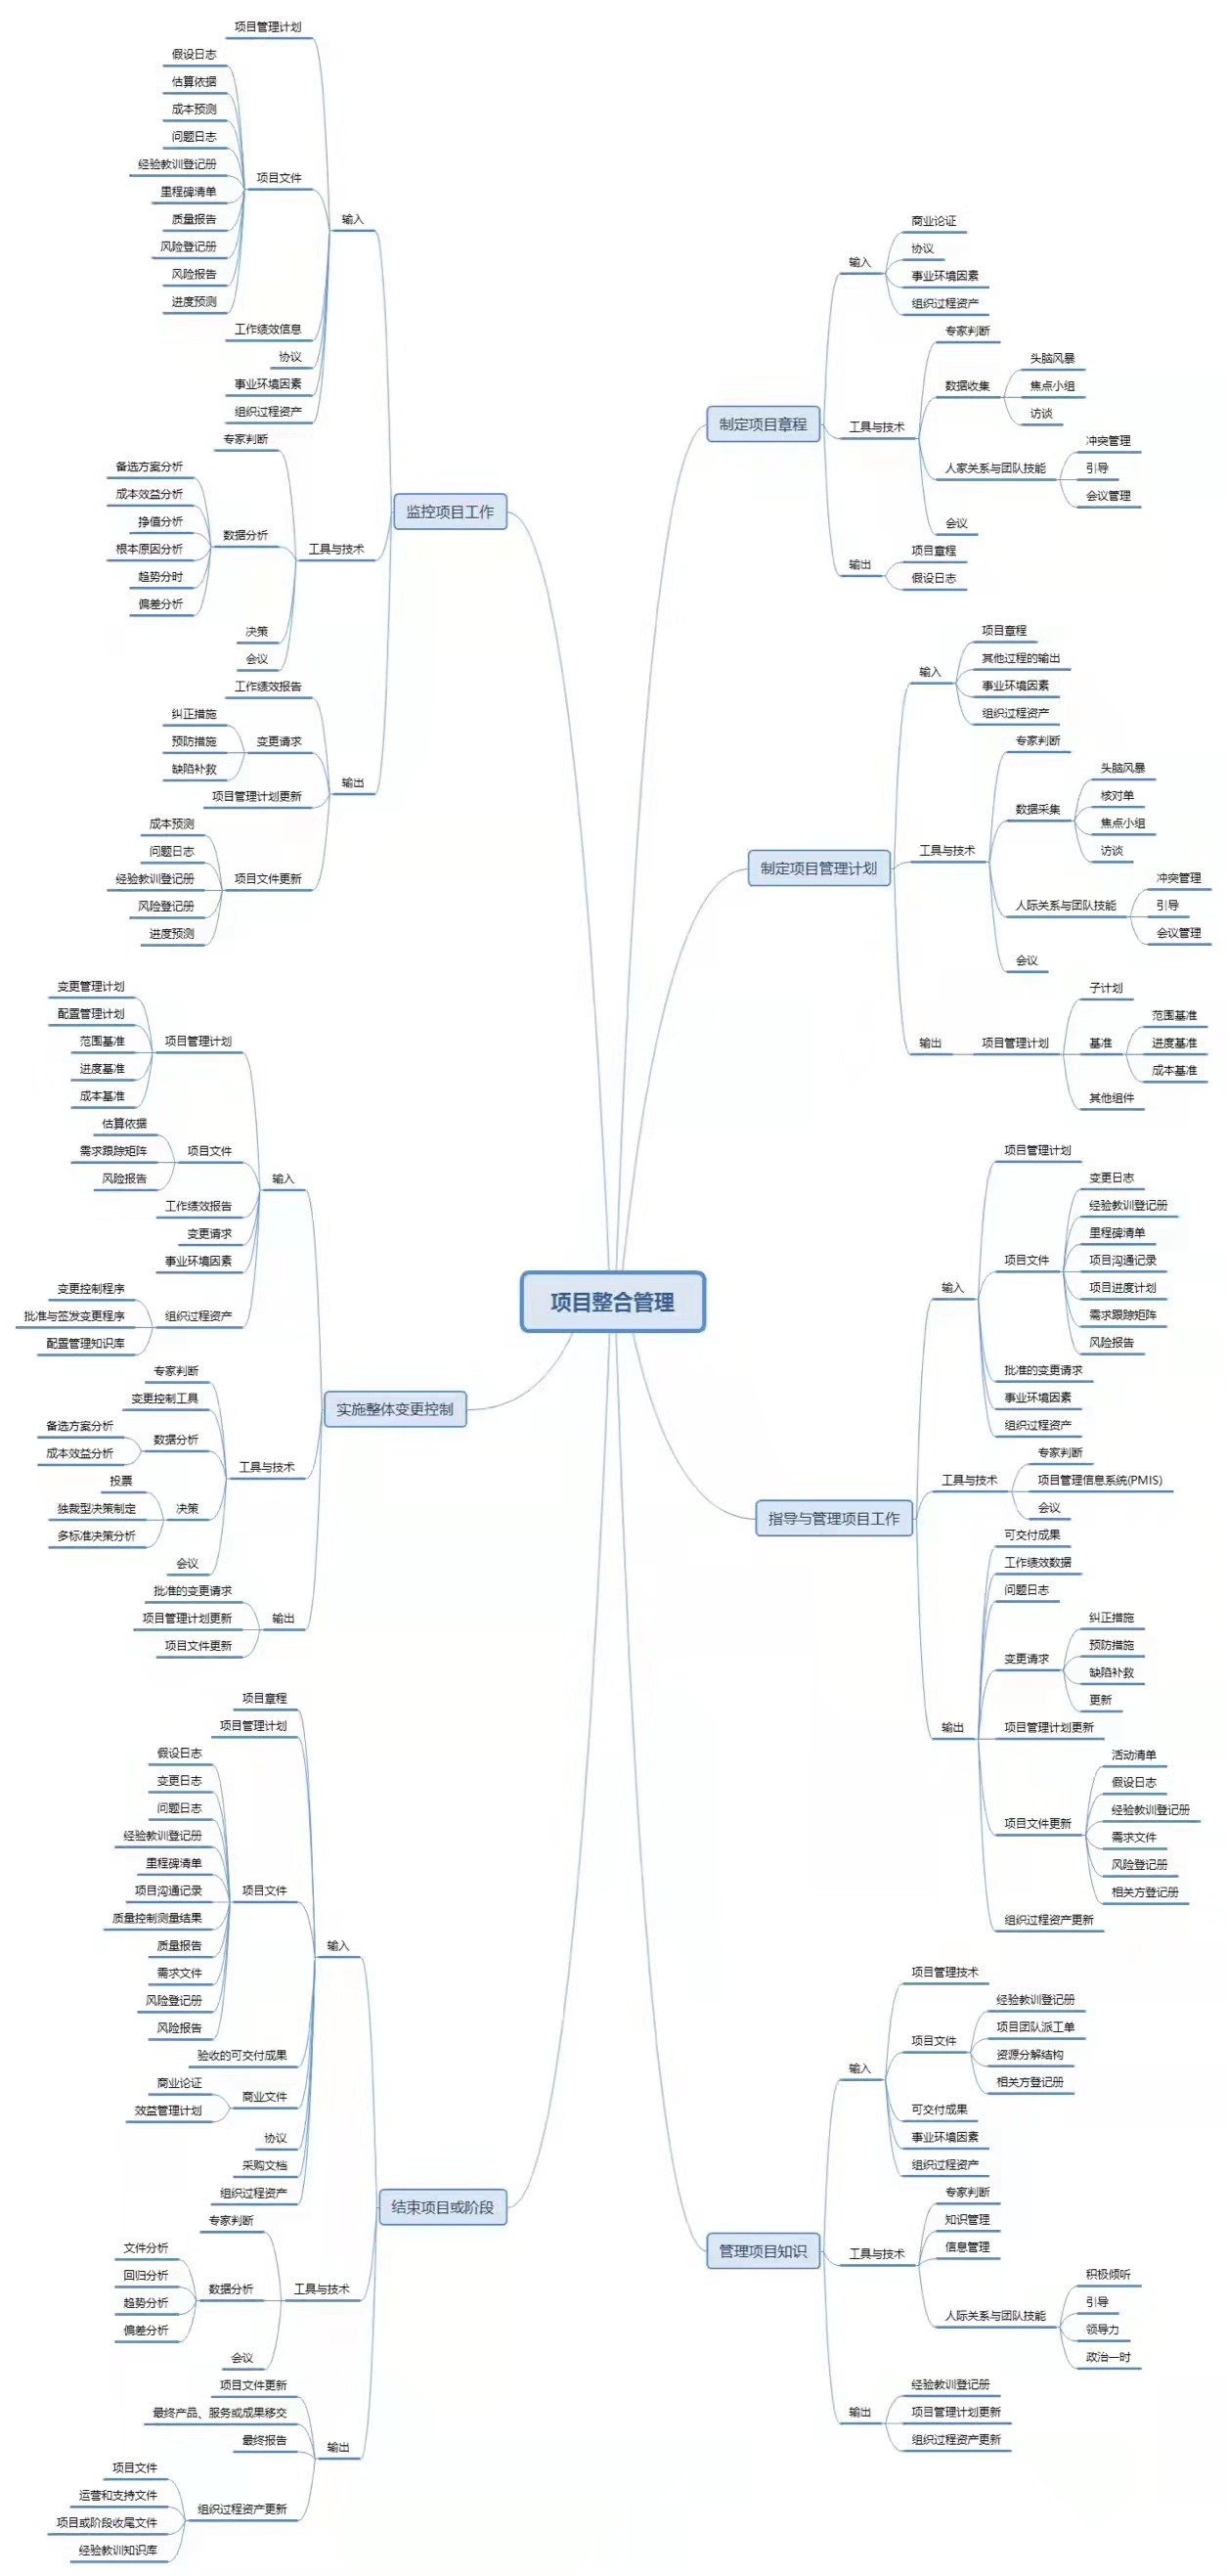 项目整合管理
制定项目章程
输入
商业论证
协议
事业环境因素
组织过程资产
工具与技术
专家判断
数据收集
头脑风暴
焦点小组
访谈
人家关系与团队技能
冲突管理
引导
会议管理
会议
输出
项目章程
假设日志
制定项目管理计划
输入
项目章程
其他过程的输出
事业环境因素
组织过程资产
工具与技术
专家判断
数据采集
头脑风暴
核对单
焦点小组
访谈
人际关系与团队技能
冲突管理
引导
会议管理
会议
输出
项目管理计划
子计划
基准
范围基准
进度基准
成本基准
其他组件
指导与管理项目工作
输入
项目管理计划
项目文件
变更日志
经验教训登记册
里程碑清单
项目沟通记录
项目进度计划
需求跟踪矩阵
风险报告
批准的变更请求
事业环境因素
组织过程资产
工具与技术
专家判断
项目管理信息系统(PMIS)
会议
输出
可交付成果
工作绩效数据
问题日志
变更请求
纠正措施
预防措施
缺陷补救
更新
项目管理计划更新
项目文件更新
活动清单
假设日志
经验教训登记册
需求文件
风险登记册
相关方登记册
组织过程资产更新
管理项目知识
输入
项目管理技术
项目文件
经验教训登记册
项目团队派工单
资源分解结构
相关方登记册
可交付成果
事业环境因素
组织过程资产
工具与技术
专家判断
知识管理
信息管理
人际关系与团队技能
积极倾听
引导
领导力
政治一时
输出
经验教训登记册
项目管理计划更新
组织过程资产更新
监控项目工作
输入
项目管理计划
项目文件
假设日志
估算依据
成本预测
问题日志
经验教训登记册
里程碑清单
质量报告
风险登记册
风险报告
进度预测
工作绩效信息
协议
事业环境因素
组织过程资产
工具与技术
专家判断
数据分析
备选方案分析
成本效益分析
挣值分析
根本原因分析
趋势分时
偏差分析
决策
会议
输出
工作绩效报告
变更请求
纠正措施
预防措施
缺陷补救
项目管理计划更新
项目文件更新
成本预测
问题日志
经验教训登记册
风险登记册
进度预测
实施整体变更控制
输入
项目管理计划
变更管理计划
配置管理计划
范围基准
进度基准
成本基准
项目文件
估算依据
需求跟踪矩阵
风险报告
工作绩效报告
变更请求
事业环境因素
组织过程资产
变更控制程序
批准与签发变更程序
配置管理知识库
工具与技术
专家判断
变更控制工具
数据分析
备选方案分析
成本效益分析
决策
投票
独裁型决策制定
多标准决策分析
会议
输出
批准的变更请求
项目管理计划更新
项目文件更新
结束项目或阶段
输入
项目章程
项目管理计划
项目文件
假设日志
变更日志
问题日志
经验教训登记册
里程碑清单
项目沟通记录
质量控制测量结果
质量报告
需求文件
风险登记册
风险报告
验收的可交付成果
商业文件
商业论证
效益管理计划
协议
采购文档
组织过程资产
工具与技术
专家判断
数据分析
文件分析
回归分析
趋势分析
偏差分析
会议
输出
项目文件更新
最终产品、服务或成果移交
最终报告
组织过程资产更新
项目文件
运营和支持文件
项目或阶段收尾文件
经验教训知识库